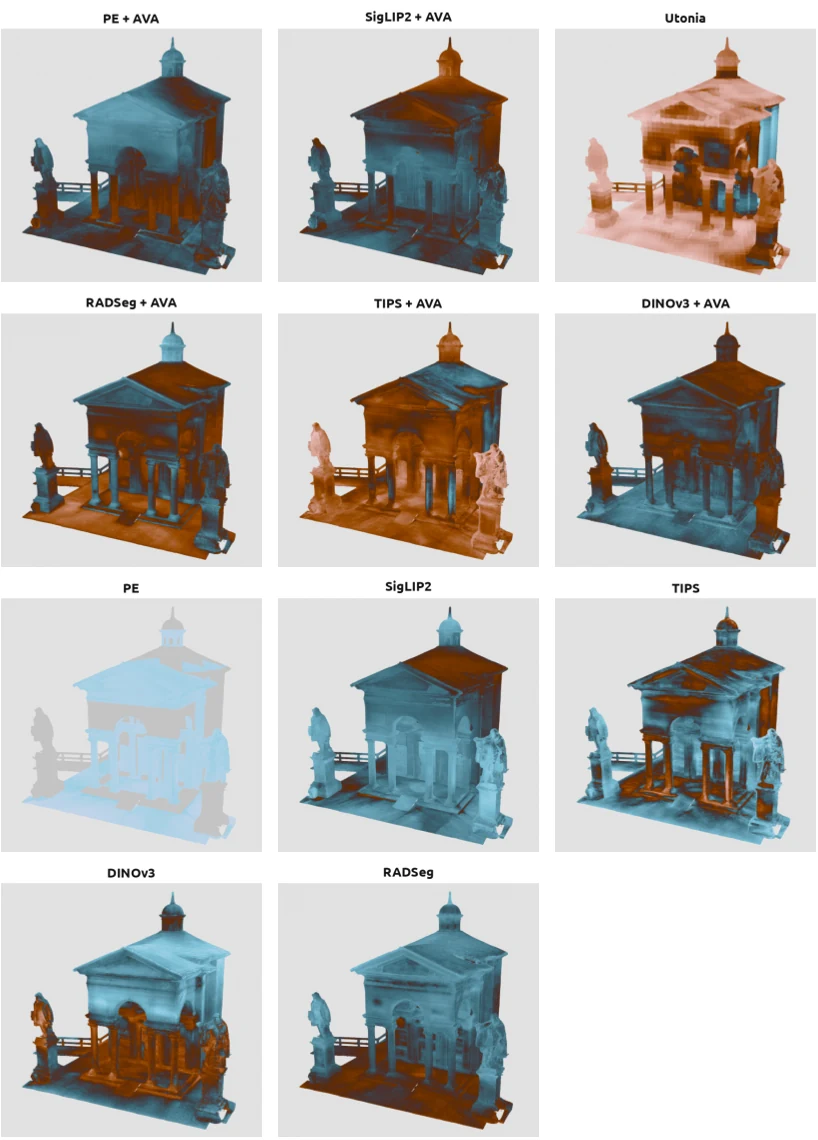 PE + AVA
SigLIP2 + AVA
Utonia
RADSeg + AVA
TIPS + AVA
DINOv3 + AVA
PE
SigLIP2
TIPS
DINOv3
RADSeg